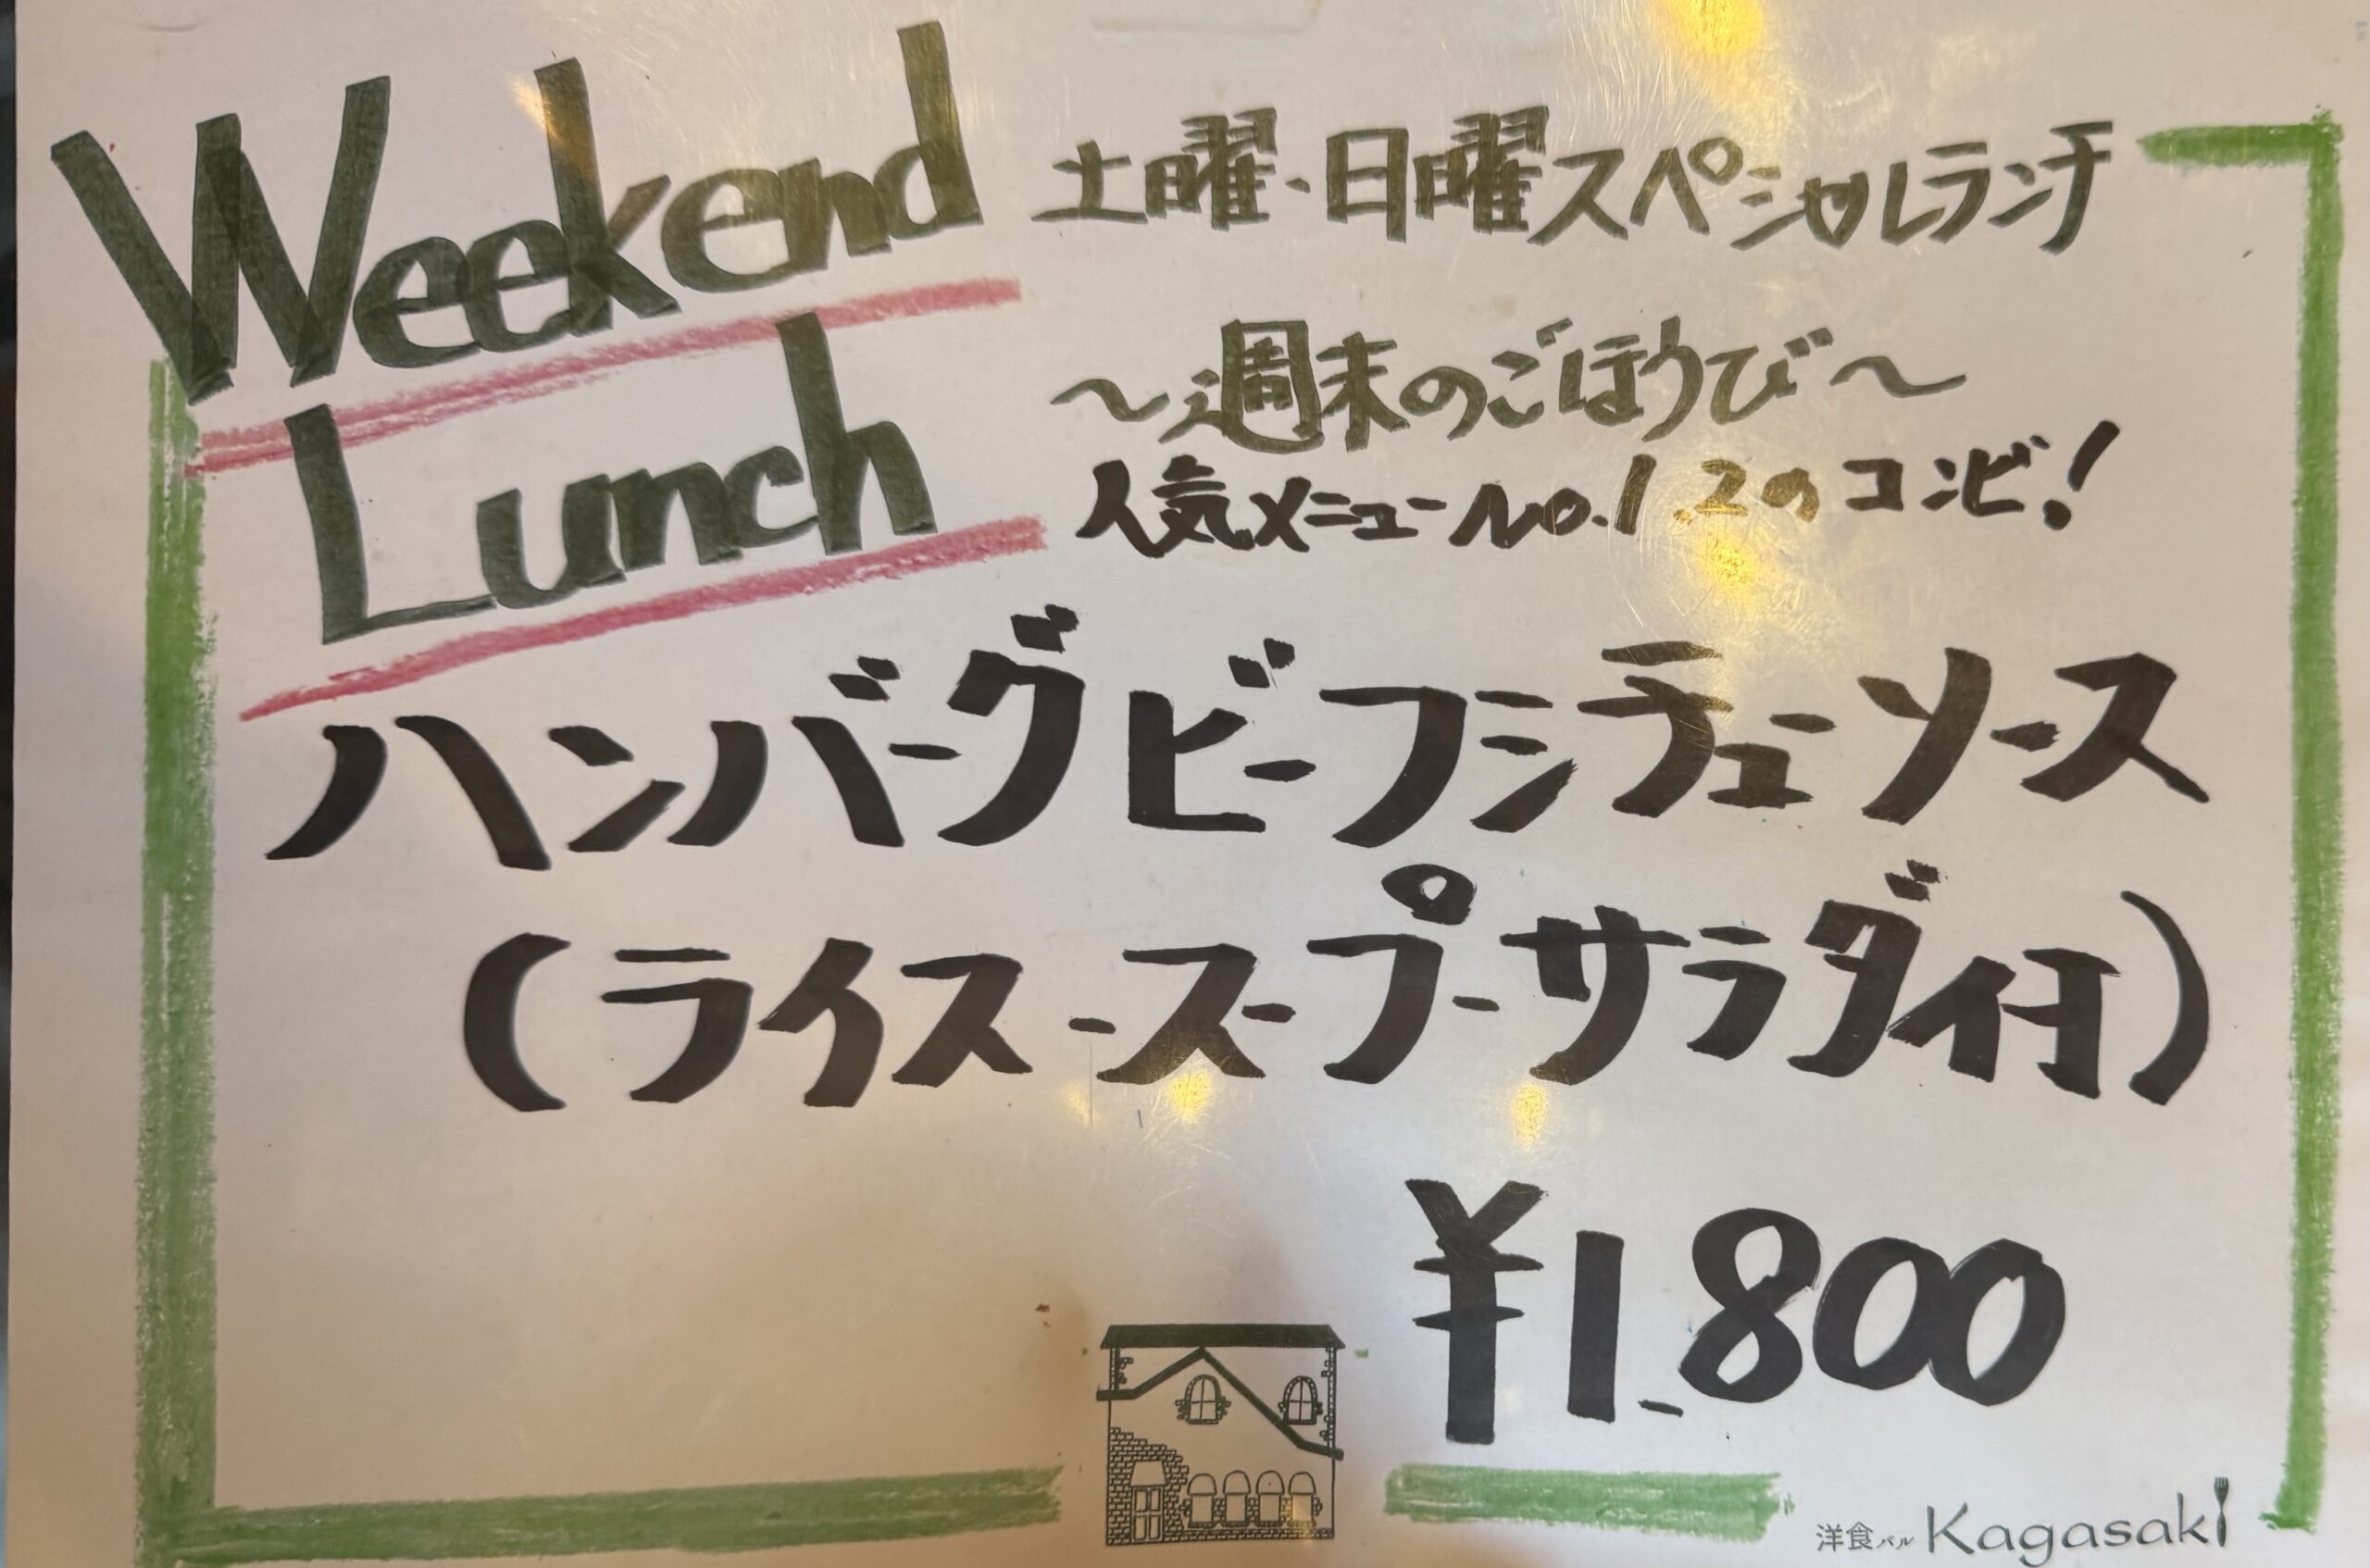 Weekend
Lunch
土曜・日曜スペシャルランチ
～週末のごほうび～
人気メニューNo.1.2のコンビ!
ハンバーグビーフシチューソース
(ライス・スープ・サラダ付)
¥1,800
洋食バル Kagasaki